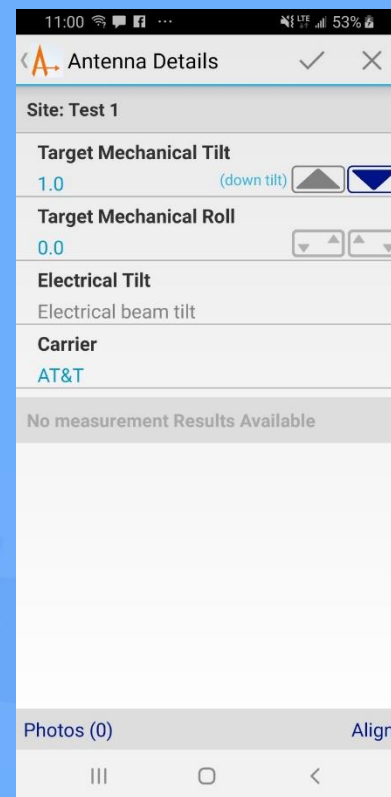 11:00 LTE 53%
Antenna Details
Site: Test 1
Target Mechanical Tilt
1.0 (down tilt)
Target Mechanical Roll
0.0
Electrical Tilt
Electrical beam tilt
Carrier
AT&T
No measurement Results Available
Photos (0) Align